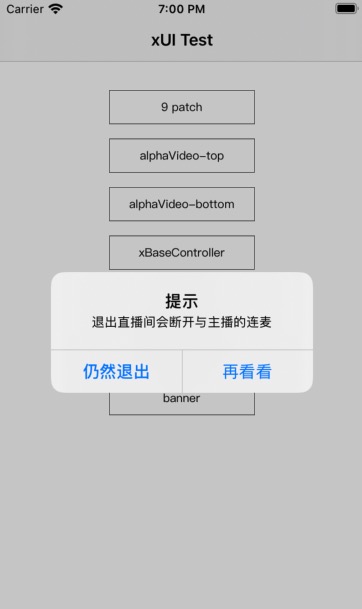 Carrier 7:00 PM
xUI Test
9 patch
alphaVideo-top
alphaVideo-bottom
xBaseController
提示
退出直播间会断开与主播的连麦
仍然退出 再看看
banner